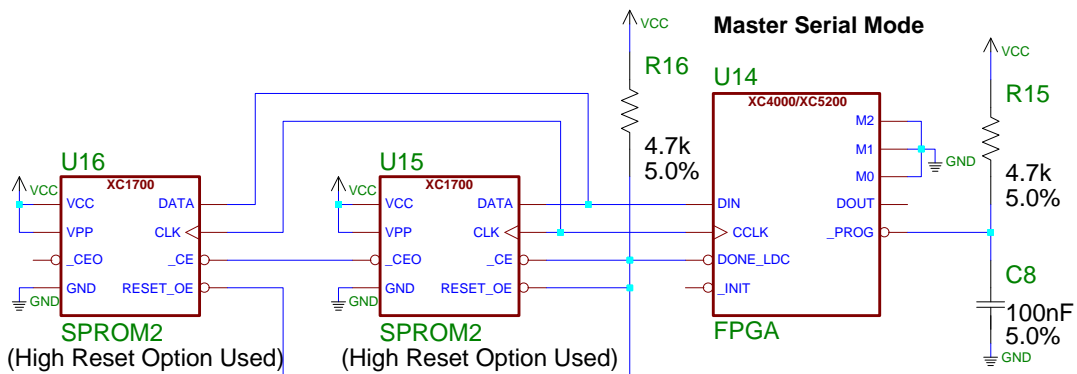 VCC
Master Serial Mode
VCC
R16
U14
R15
XC4000/XC5200
M2
M1
M0
GND
4.7k
5.0%
4.7k
5.0%
U16
U15
VCC
XC1700
VCC
XC1700
VCC
DATA
VCC
DATA
DIN
DOUT
VPP
CLK
VPP
CLK
CCLK
_PROG
_CEO
_CE
_CEO
_CE
DONE_LDC
GND
GND
RESET_OE
GND
GND
RESET_OE
_INIT
C8
100nF
5.0%
GND
SPROM2
SPROM2
FPGA
(High Reset Option Used)
(High Reset Option Used)